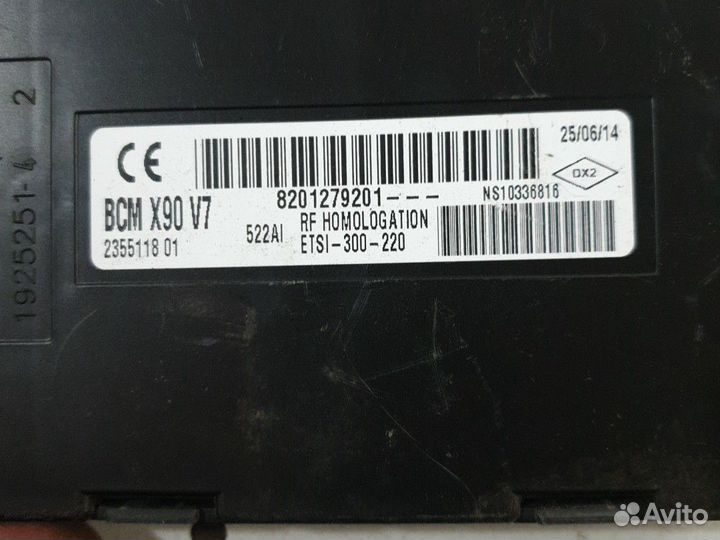 1925251-4 2
CE
25/06/14
DX2
8201279201---
NS10336816
BCM X90 V7
522AI
RF HOMOLOGATION
2355118 01
ETSI-300-220
Avito